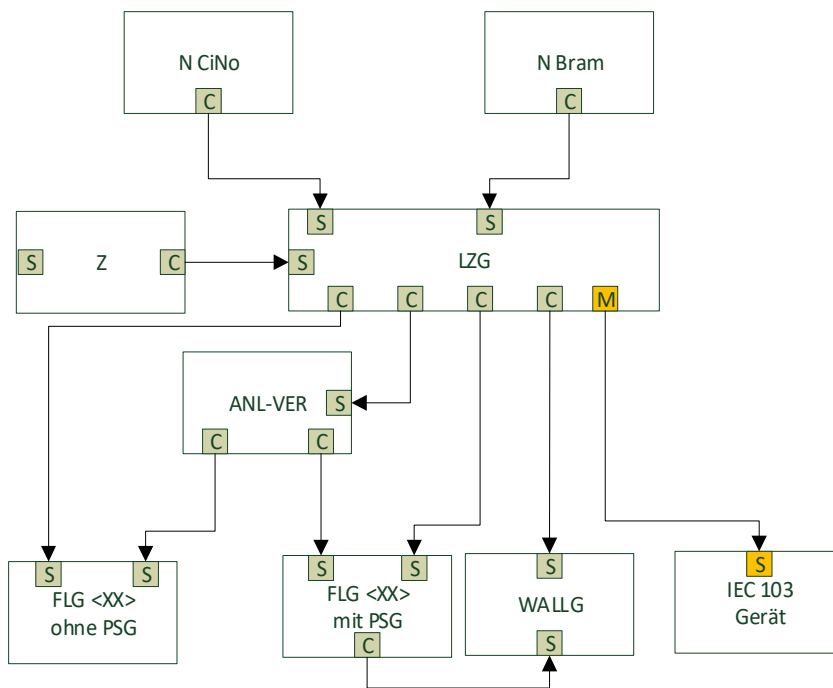 N CiNo
C
N Bram
C
S
S
S
Z
C
S
LZG
C
C
C
C
M
ANL-VER
S
C
C
S
S
FLG <XX>
ohne PSG
S
S
FLG <XX>
mit PSG
C
S
WALLG
S
S
IEC 103
Gerät